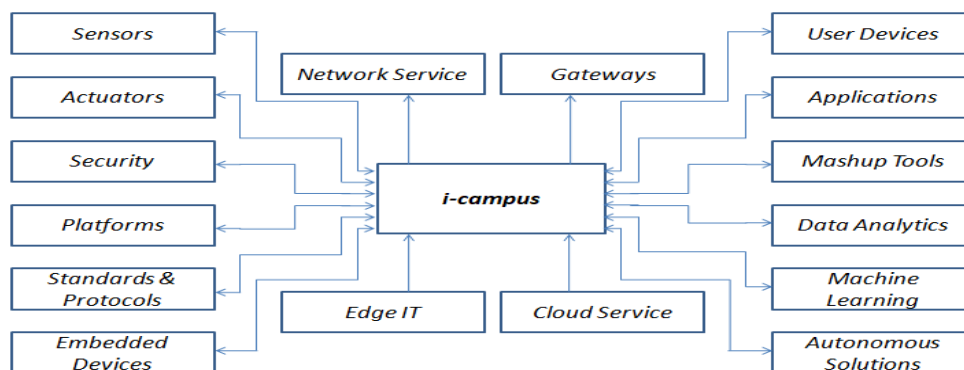 Sensors
User Devices
Network Service
Gateways
Actuators
Applications
Security
Mashup Tools
i-campus
Platforms
Data Analytics
Standards &
Protocols
Machine
Learning
Edge IT
Cloud Service
Embedded
Devices
Autonomous
Solutions